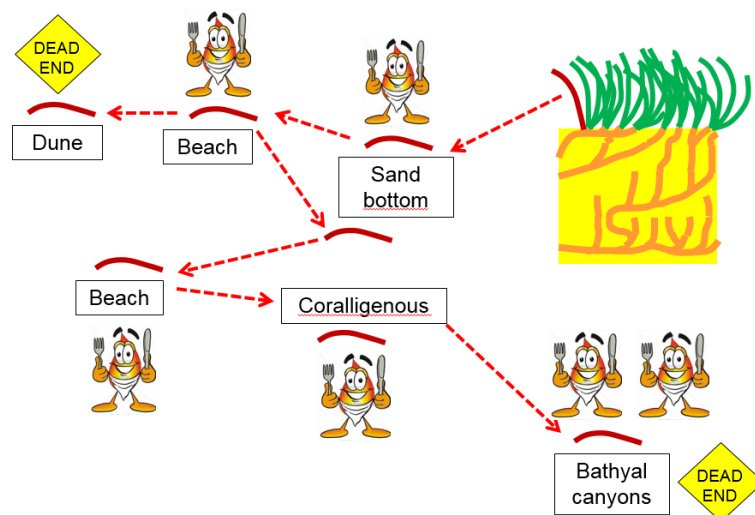 DEAD
END
Dune
Beach
Sand
bottom
Beach
Coralligenous
Bathyal
canyons
DEAD
END